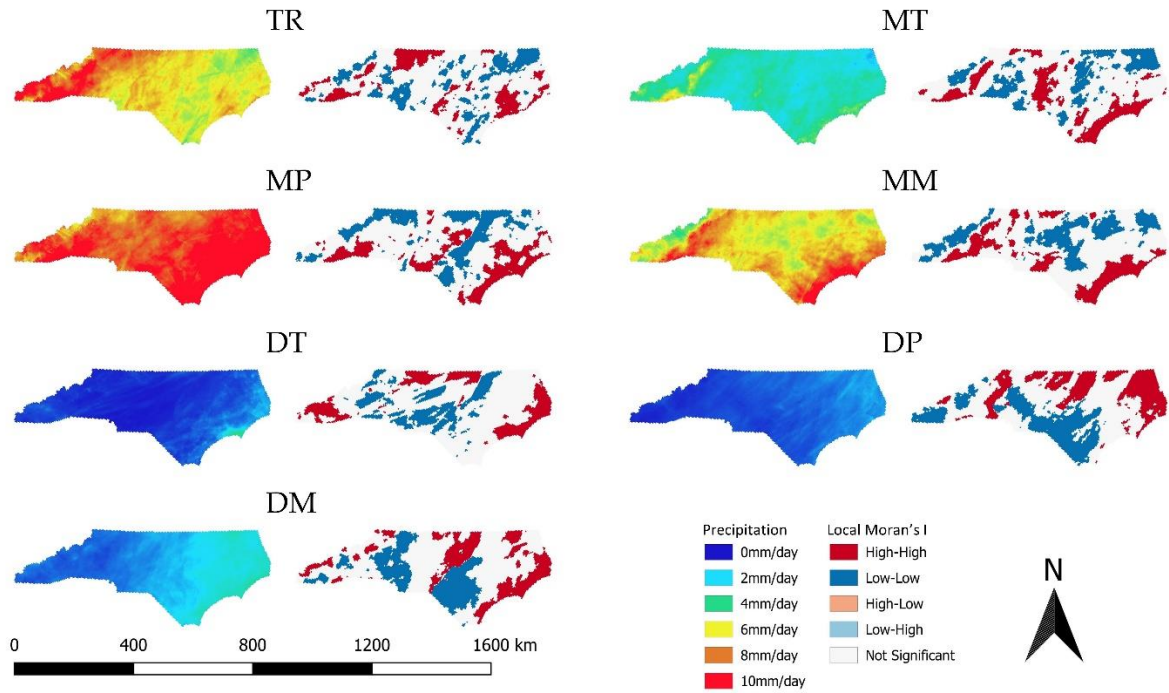 TR
MT
MP
MM
DT
DP
DM
Precipitation
0mm/day
2mm/day
4mm/day
6mm/day
8mm/day
10mm/day
Local Moran's I
High-High
Low-Low
High-Low
Low-High
Not Significant
N
0 400 800 1200 1600 km